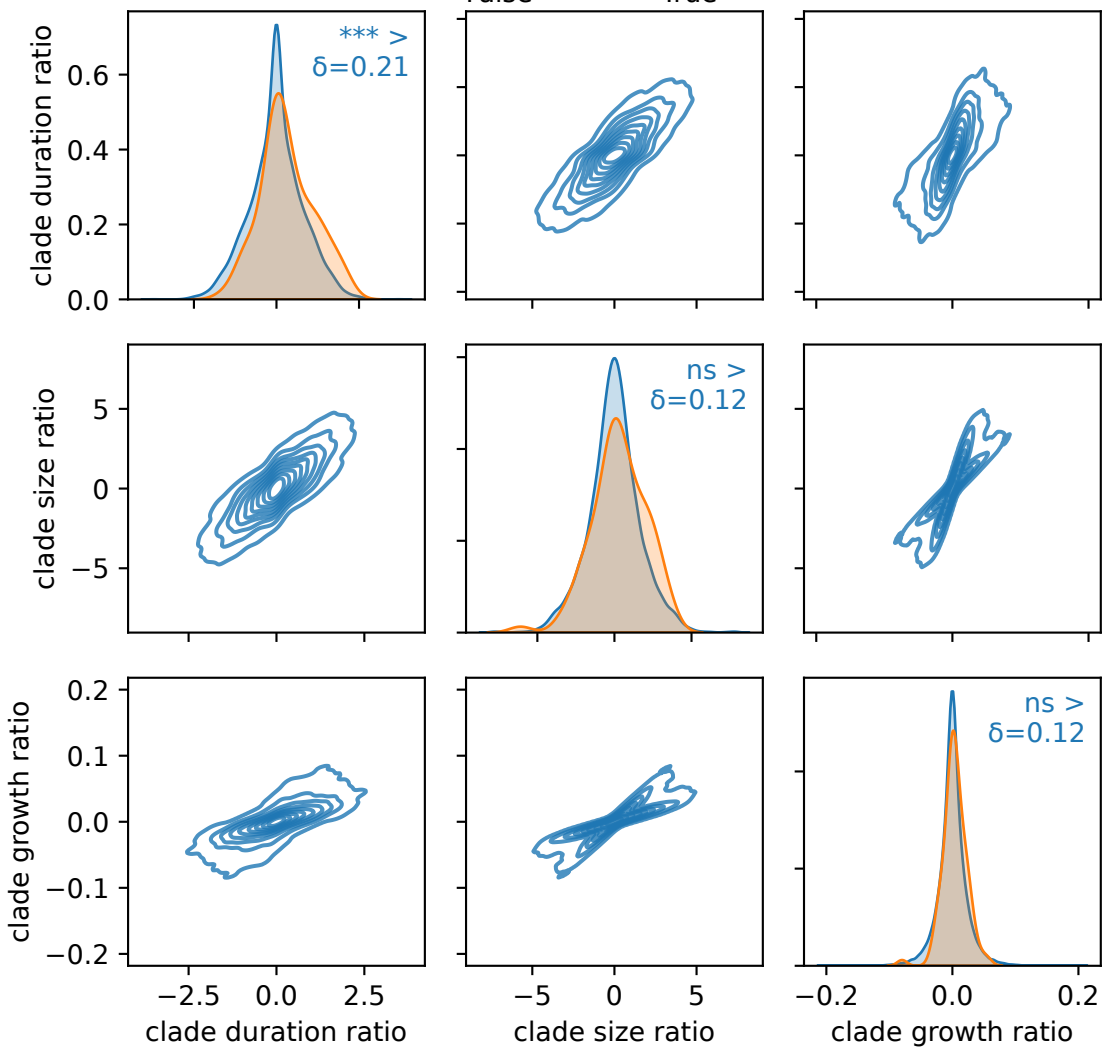 False True
*** >
δ=0.21
clade duration ratio
0.6
0.4
0.2
0.0
ns >
δ=0.12
clade size ratio
5
0
−5
ns >
δ=0.12
clade growth ratio
0.2
0.1
0.0
−0.1
−0.2
−2.5 0.0 2.5 −5 0 5 −0.2 0.0 0.2
clade duration ratio clade size ratio clade growth ratio